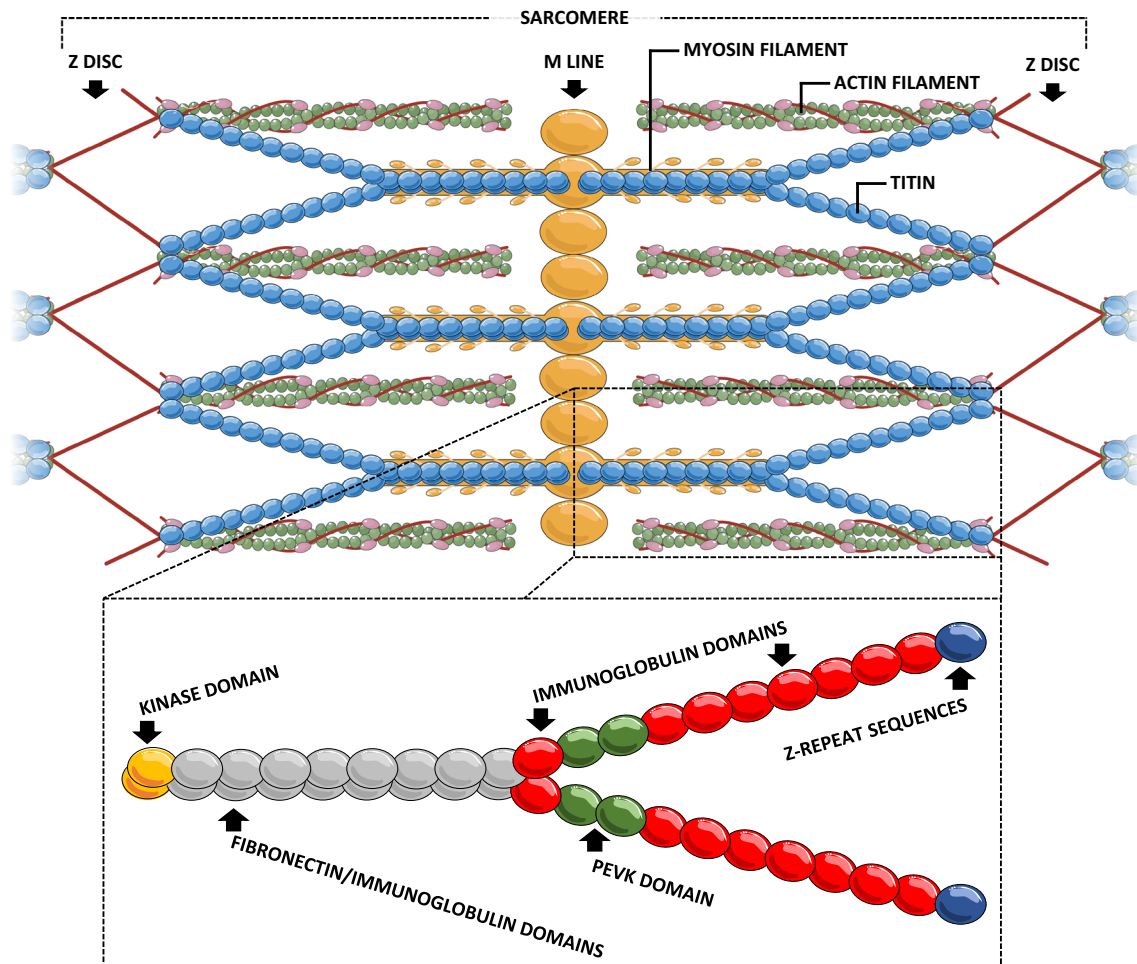 SARCOMERE
Z DISC
M LINE
MYOSIN FILAMENT
ACTIN FILAMENT
Z DISC
TITIN
KINASE DOMAIN
IMMUNOGLOBULIN DOMAINS
Z-REPEAT SEQUENCES
FIBRONECTIN/IMMUNOGLOBULIN DOMAINS
PEVK DOMAIN